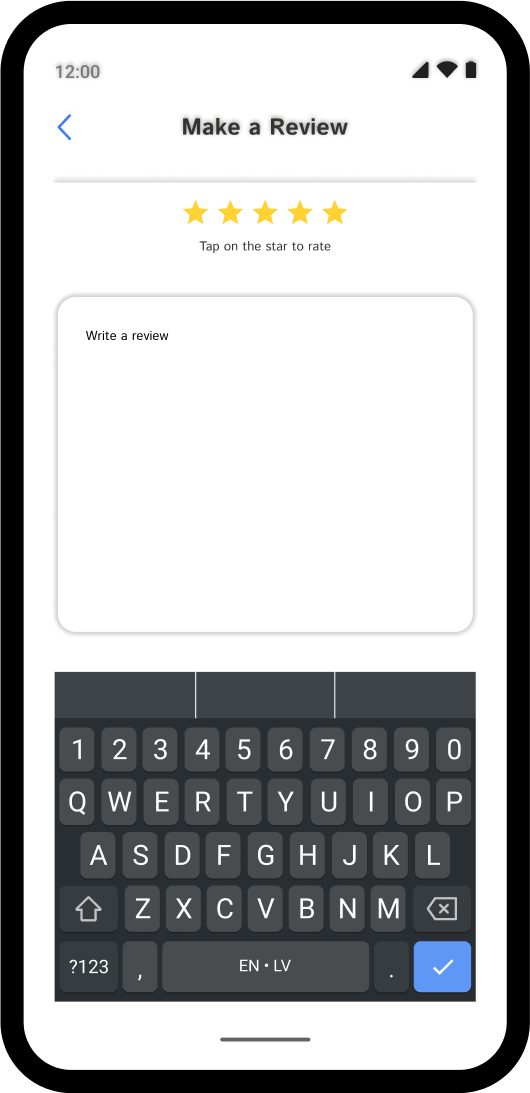 12:00
Make a Review
Tap on the star to rate
Write a review
1 2 3 4 5 6 7 8 9 0
Q W E R T Y U I O P
A S D F G H J K L
Z X C V B N M
?123 , EN • LV .